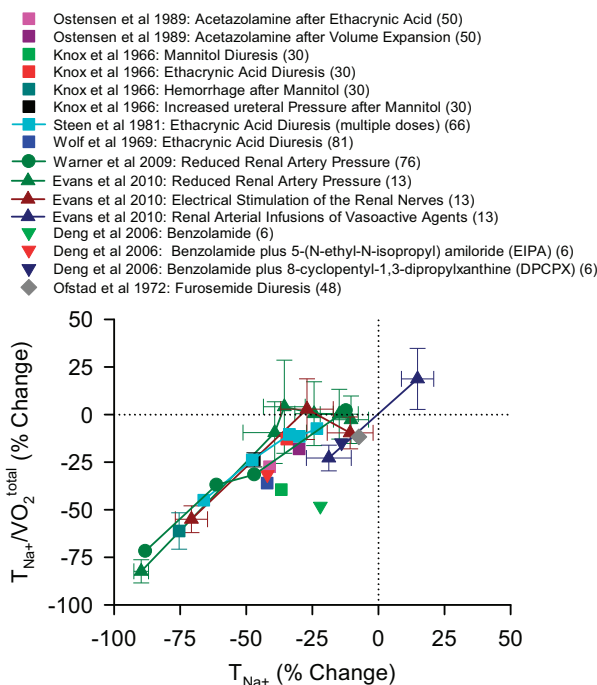 Ostensen et al 1989: Acetazolamine after Ethacrynic Acid (50)
Ostensen et al 1989: Acetazolamine after Volume Expansion (50)
Knox et al 1966: Mannitol Diuresis (30)
Knox et al 1966: Ethacrynic Acid Diuresis (30)
Knox et al 1966: Hemorrhage after Mannitol (30)
Knox et al 1966: Increased ureteral Pressure after Mannitol (30)
Steen et al 1981: Ethacrynic Acid Diuresis (multiple doses) (66)
Wolf et al 1969: Ethacrynic Acid Diuresis (81)
Warner et al 2009: Reduced Renal Artery Pressure (76)
Evans et al 2010: Reduced Renal Artery Pressure (13)
Evans et al 2010: Electrical Stimulation of the Renal Nerves (13)
Evans et al 2010: Renal Arterial Infusions of Vasoactive Agents (13)
Deng et al 2006: Benzolamide (6)
Deng et al 2006: Benzolamide plus 5-(N-ethyl-N-isopropyl) amiloride (EIPA) (6)
Deng et al 2006: Benzolamide plus 8-cyclopentyl-1,3-dipropylxanthine (DPCPX) (6)
Ofstad et al 1972: Furosemide Diuresis (48)
T Na+ /VO2 total (% Change)
50
25
0
-25
-50
-75
-100
-100 -75 -50 -25 0 25 50
T Na+ (% Change)